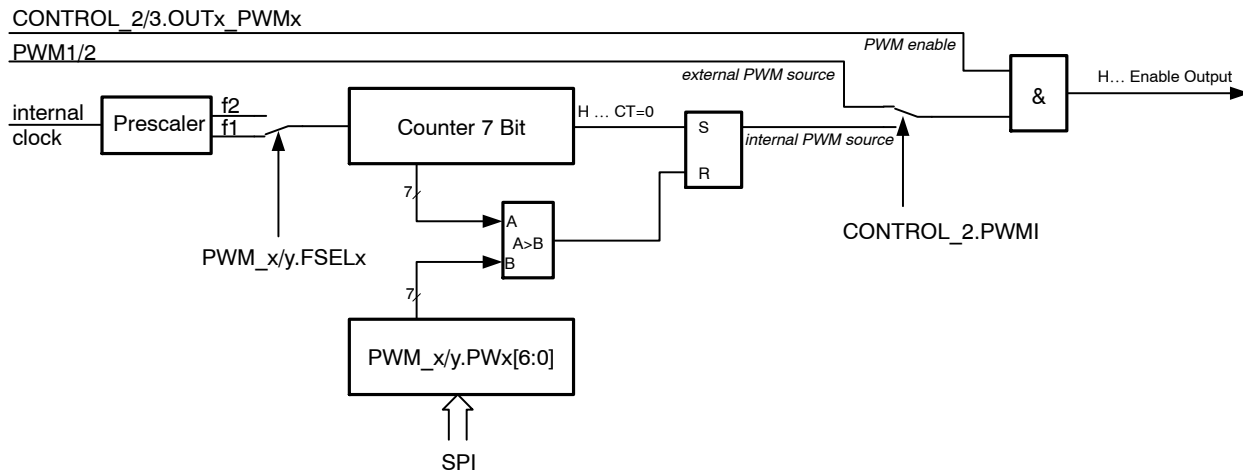 CONTROL_2/3.OUTx_PWMx
PWM enable
PWM1/2
external PWM source
H… Enable Output
&
internal
clock
Prescaler
f2
f1
Counter 7 Bit
H … CT=0
S
R
internal PWM source
7
A
A>B
B
CONTROL_2.PWMI
PWM_x/y.FSELx
7
PWM_x/y.PWx[6:0]
SPI